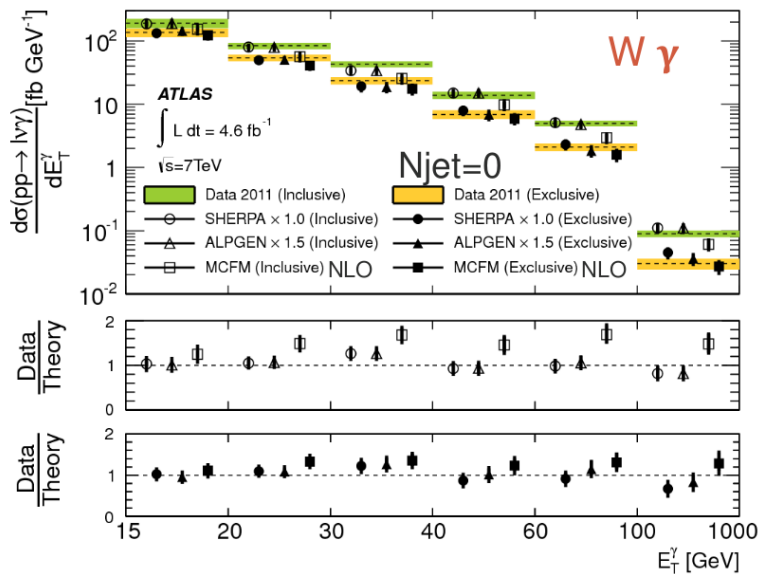 dσ(pp→ lνγ) / dE_T^γ [fb GeV⁻¹]
10²
W γ
ATLAS
10
∫ L dt = 4.6 fb⁻¹
1
√s=7TeV
Njet=0
Data 2011 (Inclusive) Data 2011 (Exclusive)
SHERPA × 1.0 (Inclusive) SHERPA × 1.0 (Exclusive)
10⁻¹
ALPGEN × 1.5 (Inclusive) ALPGEN × 1.5 (Exclusive)
MCFM (Inclusive) NLO MCFM (Exclusive) NLO
10⁻²
2
Data
Theory
1
0
2
Data
Theory
1
0
15 20 30 40 60 100 1000
E_T^γ [GeV]